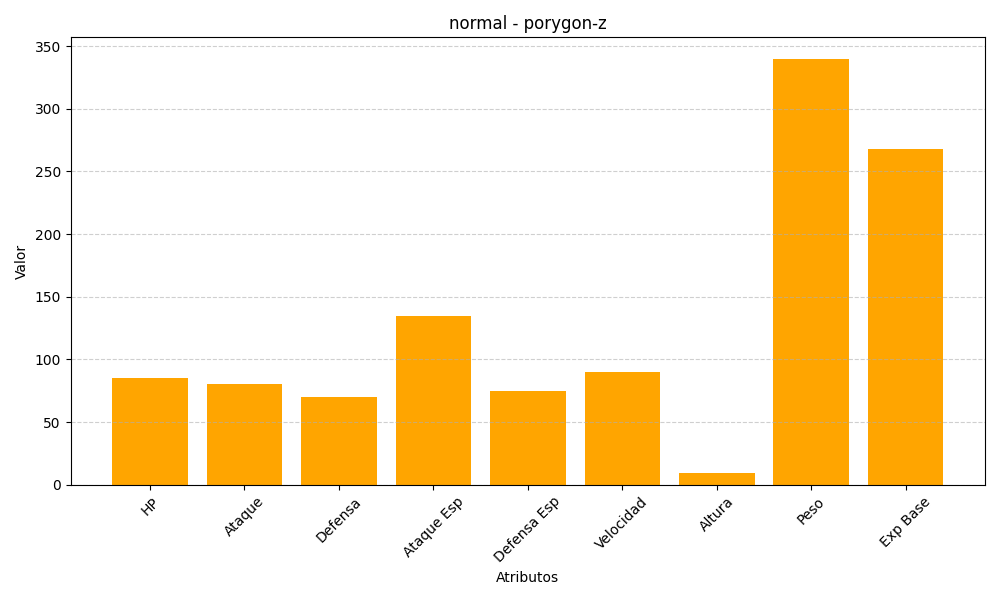 normal - porygon-z
Valor
350
300
250
200
150
100
50
0
HP
Ataque
Defensa
Ataque Esp
Defensa Esp
Velocidad
Altura
Peso
Exp Base
Atributos